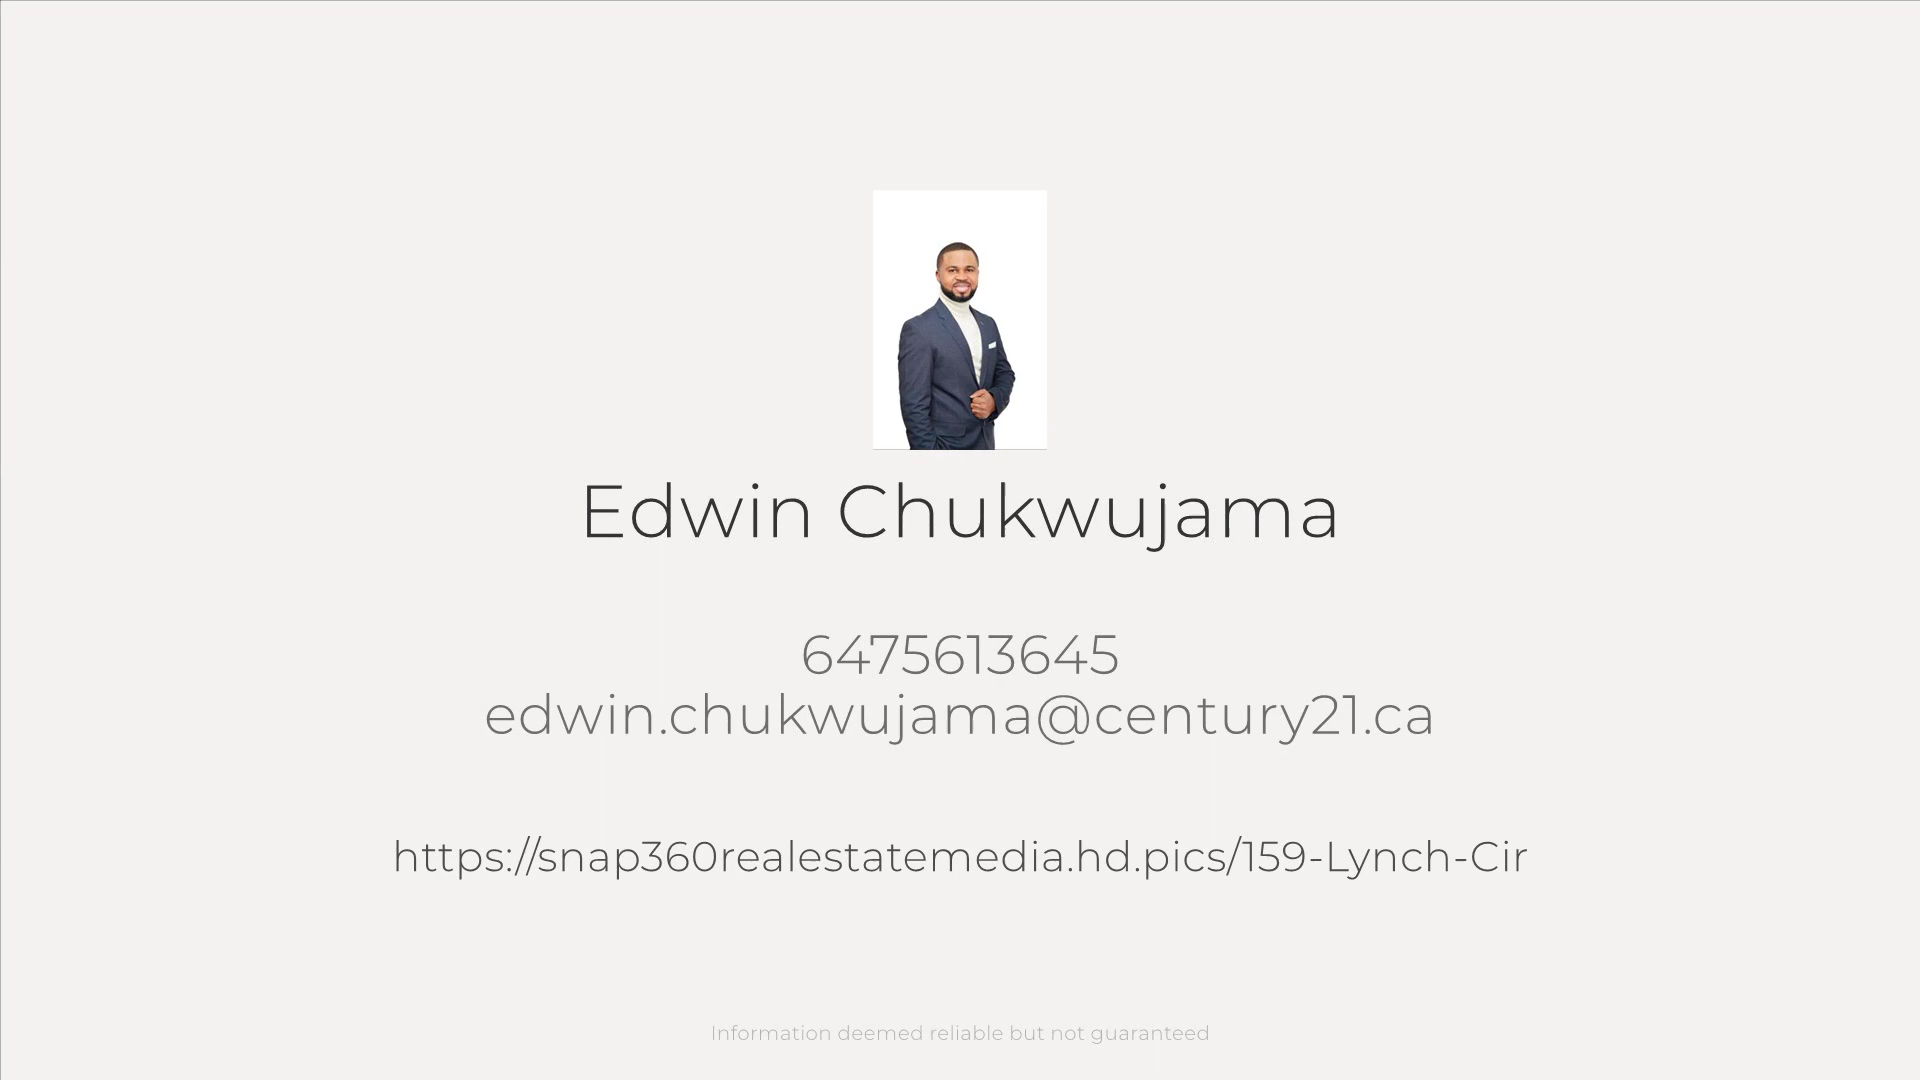 Edwin Chukwujama
6475613645
edwin.chukwujama@century21.ca
https://snap360realestatemedia.hd.pics/159-Lynch-Cir
Information deemed reliable but not guaranteed